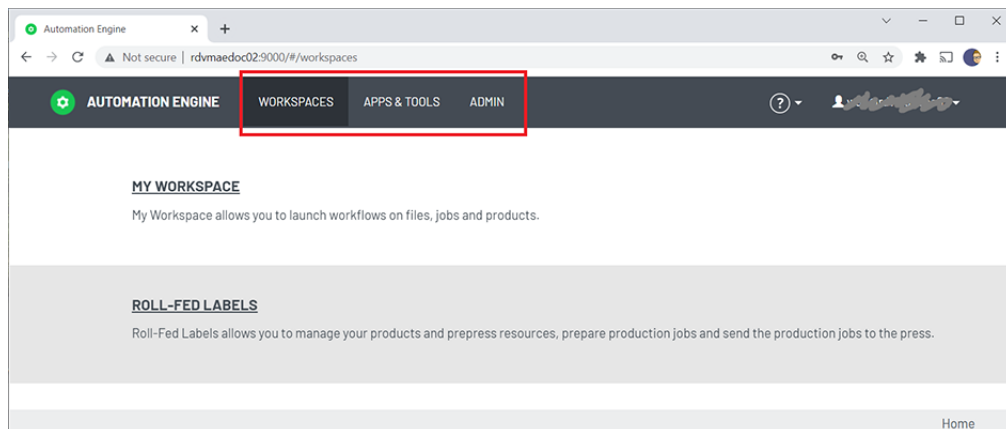 Automation Engine
Not secure | rdvmaedoc02:9000/#/workspaces
AUTOMATION ENGINE WORKSPACES APPS & TOOLS ADMIN ?
MY WORKSPACE
My Workspace allows you to launch workflows on files, jobs and products.
ROLL-FED LABELS
Roll-Fed Labels allows you to manage your products and prepress resources, prepare production jobs and send the production jobs to the press.
Home